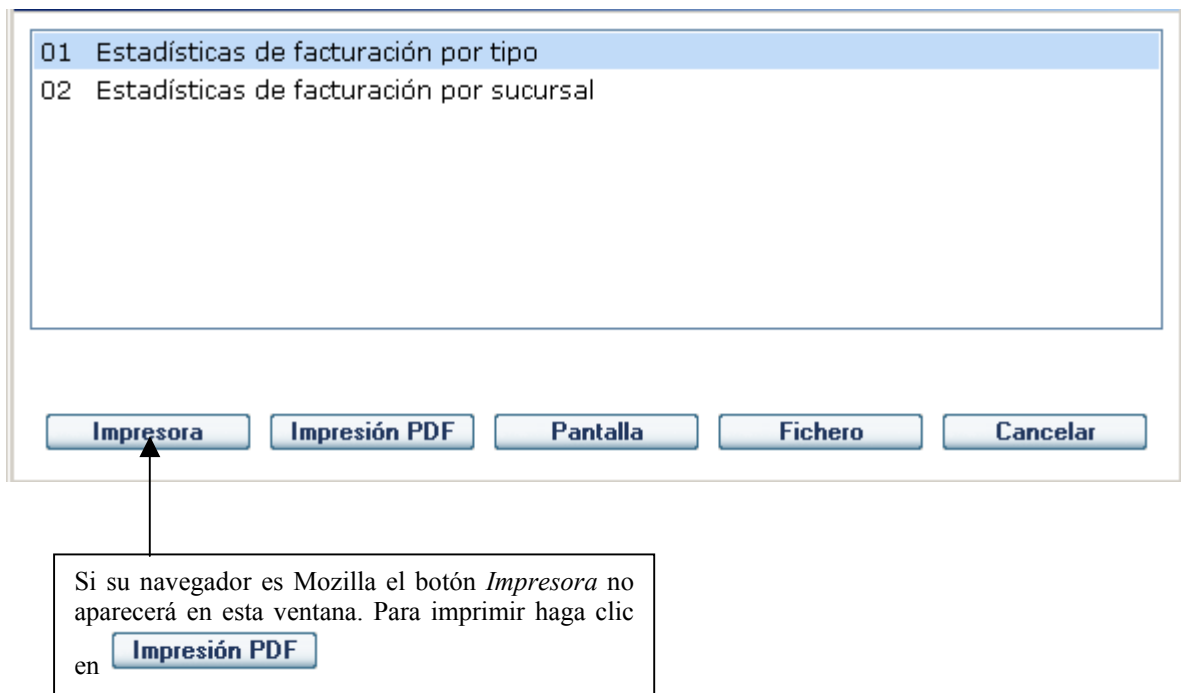 01 Estadísticas de facturación por tipo
02 Estadísticas de facturación por sucursal
Impresora Impresión PDF Pantalla Fichero Cancelar
Si su navegador es Mozilla el botón Impresora no
aparecerá en esta ventana. Para imprimir haga clic
en Impresión PDF